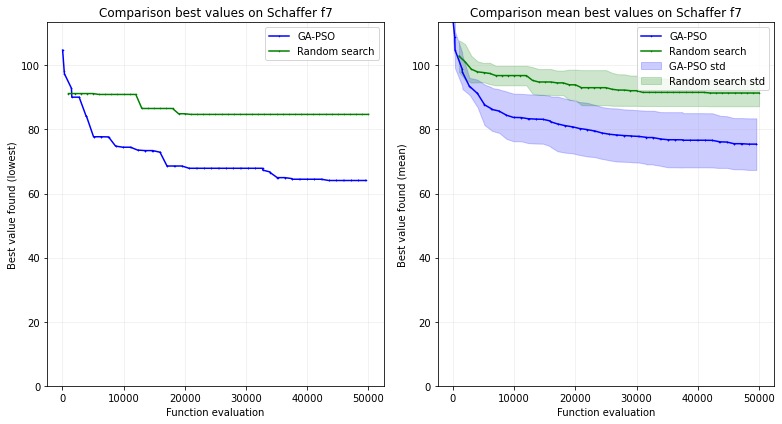 Comparison best values on Schaffer f7
GA-PSO
Random search
100
80
60
40
20
0
Best value found (lowest)
0
10000
20000
30000
40000
50000
Function evaluation
Comparison mean best values on Schaffer f7
GA-PSO
Random search
GA-PSO std
Random search std
100
80
60
40
20
0
Best value found (mean)
0
10000
20000
30000
40000
50000
Function evaluation